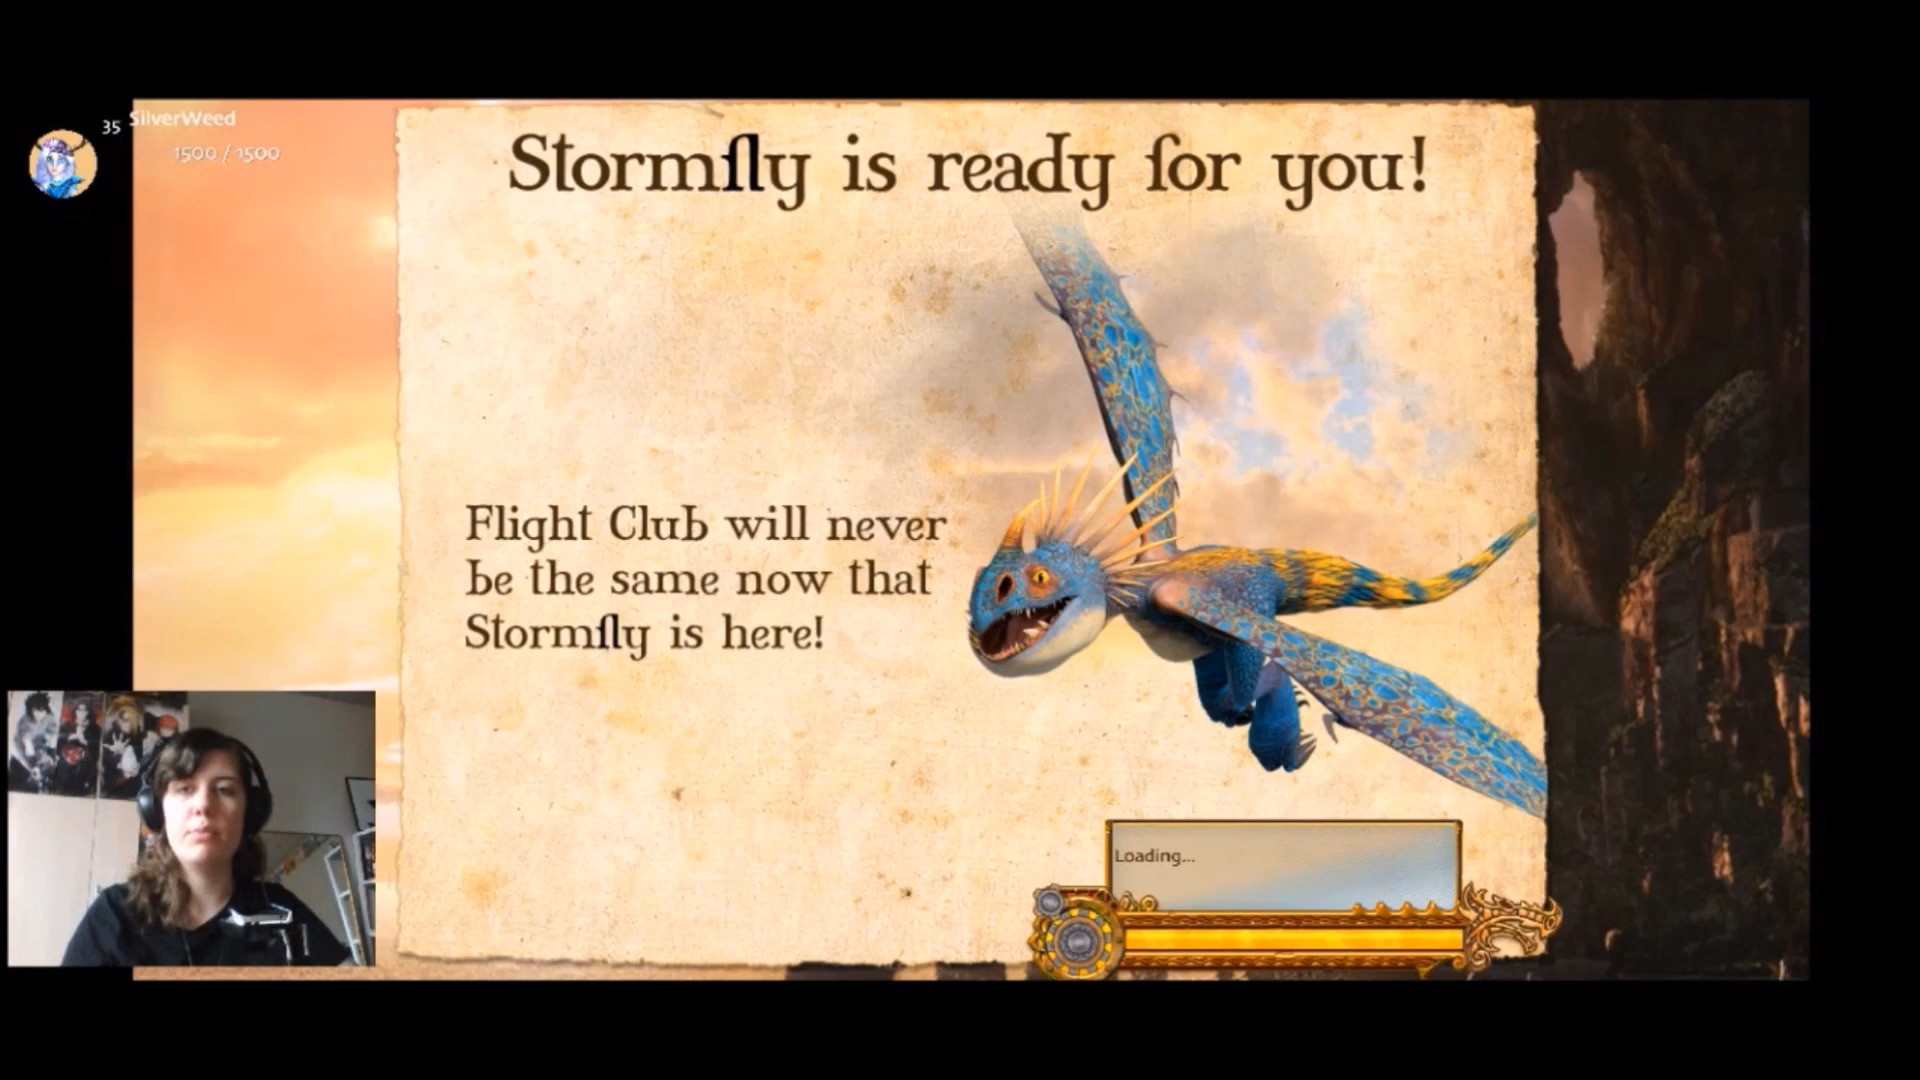 35 SilverWeed
1500 / 1500
Stormfly is ready for you!
Flight Club will never
be the same now that
Stormfly is here!
Loading...